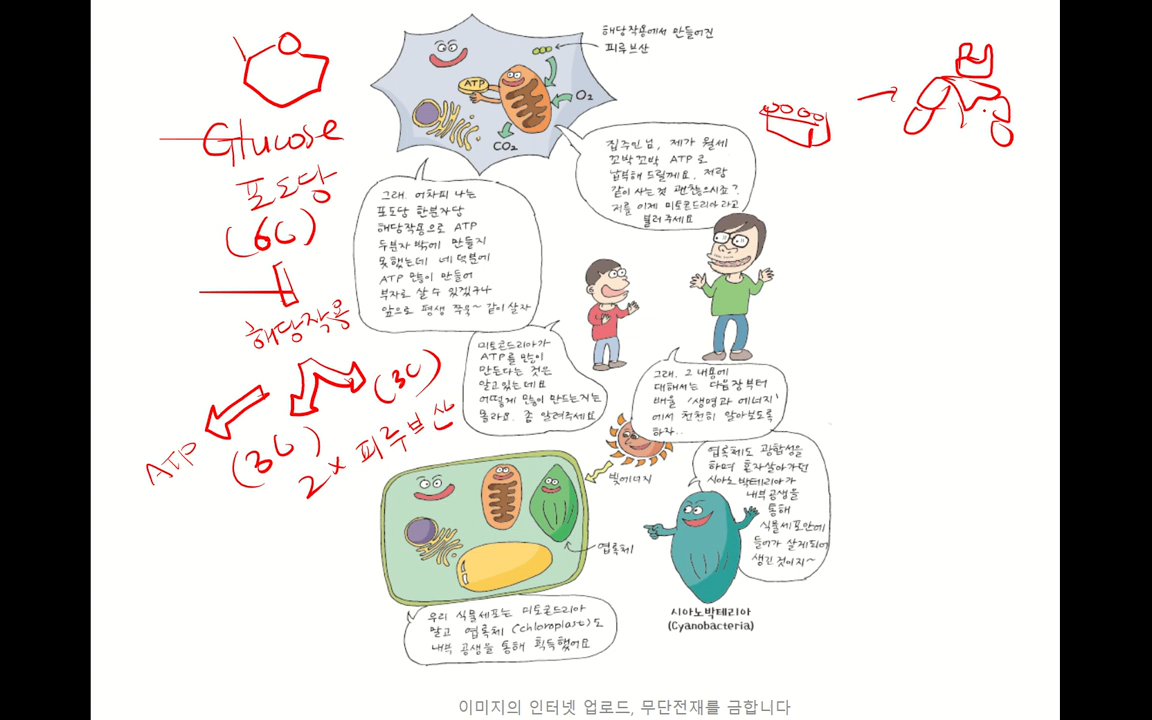 해당작용에서 만들어진
피루브산
ATP
O₂
CO₂
집주인님, 제가 월세
꼬박꼬박 ATP로
납부해 드릴께요. 저랑
같이 사는것 괜찮으시죠?
저를 이제 미토콘드리아라고
불러주세요
그래. 어차피 나는
포도당 한분자당
해당작용으로 ATP
두분자 밖에 만들지
못했는데 네 덕분에
ATP 많이 만들어
부자로 살 수 있겠구나
앞으로 평생 쭈욱~ 같이 살자
Glucose
포도당
(6C)
해당작용
(3C)
ATP
(3C)
2x 피루브산
미토콘드리아가
ATP를 많이
만든다는 것은
알고있는데요
어떻게 많이 만드는지는
몰라요. 좀 알려주세요
그래. 그 내용에
대해서는 다음장부터
배울 '생명과 에너지'
에서 천천히 알아보도록
하자..
빛에너지
엽록체도 광합성을
하며 혼자살아가던
시아노박테리아가
내부공생을
통해
식물세포안에
들어가 살게되어
생긴것이지~
엽록체
시아노박테리아
(Cyanobacteria)
우리 식물세포는 미토콘드리아
말고 엽록체(chloroplast)도
내부 공생을 통해 획득했어요
이미지의 인터넷 업로드, 무단전재를 금합니다